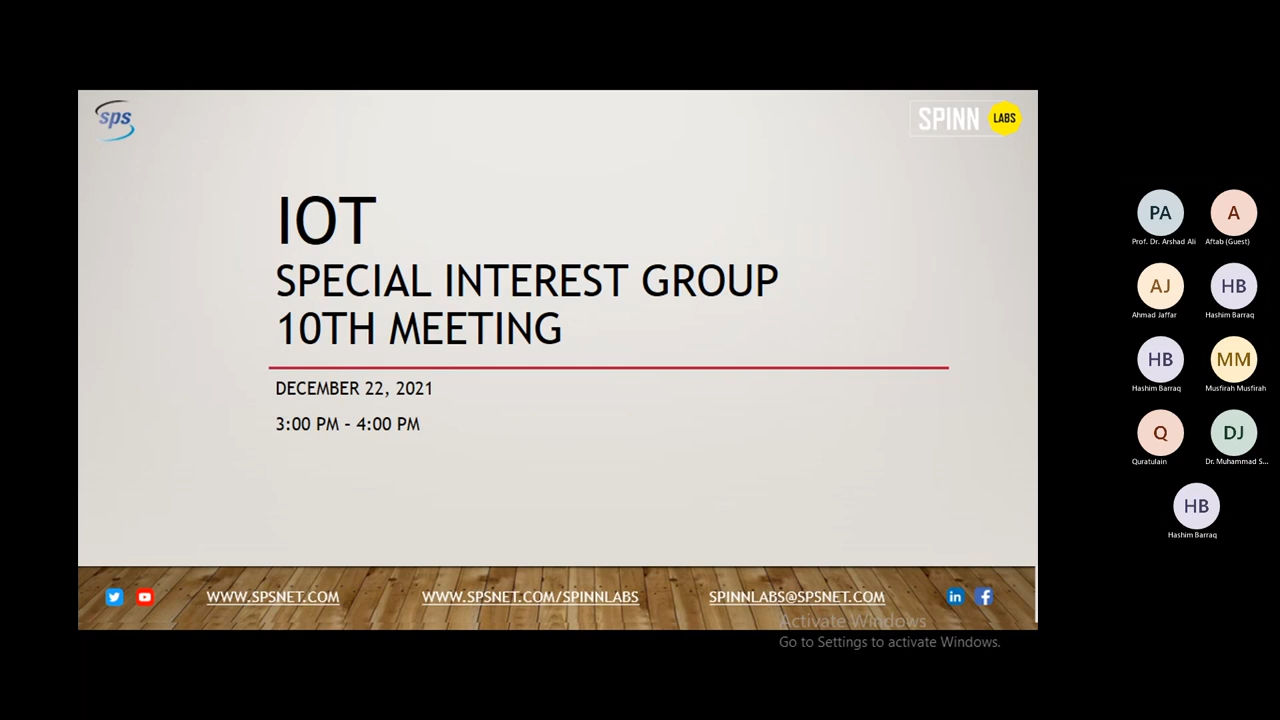 sps
SPINN LABS
IOT
SPECIAL INTEREST GROUP
10TH MEETING
DECEMBER 22, 2021
3:00 PM - 4:00 PM
WWW.SPSNET.COM
WWW.SPSNET.COM/SPINNLABS
SPINNLABS@SPSNET.COM
in
f
Activate Windows
Go to Settings to activate Windows.
PA
Prof. Dr. Arshad Ali
A
Aftab (Guest)
AJ
Ahmad Jaffar
HB
Hashim Barraq
HB
Hashim Barraq
MM
Musfirah Musfirah
Q
Quratulain
DJ
Dr. Muhammad S...
HB
Hashim Barraq